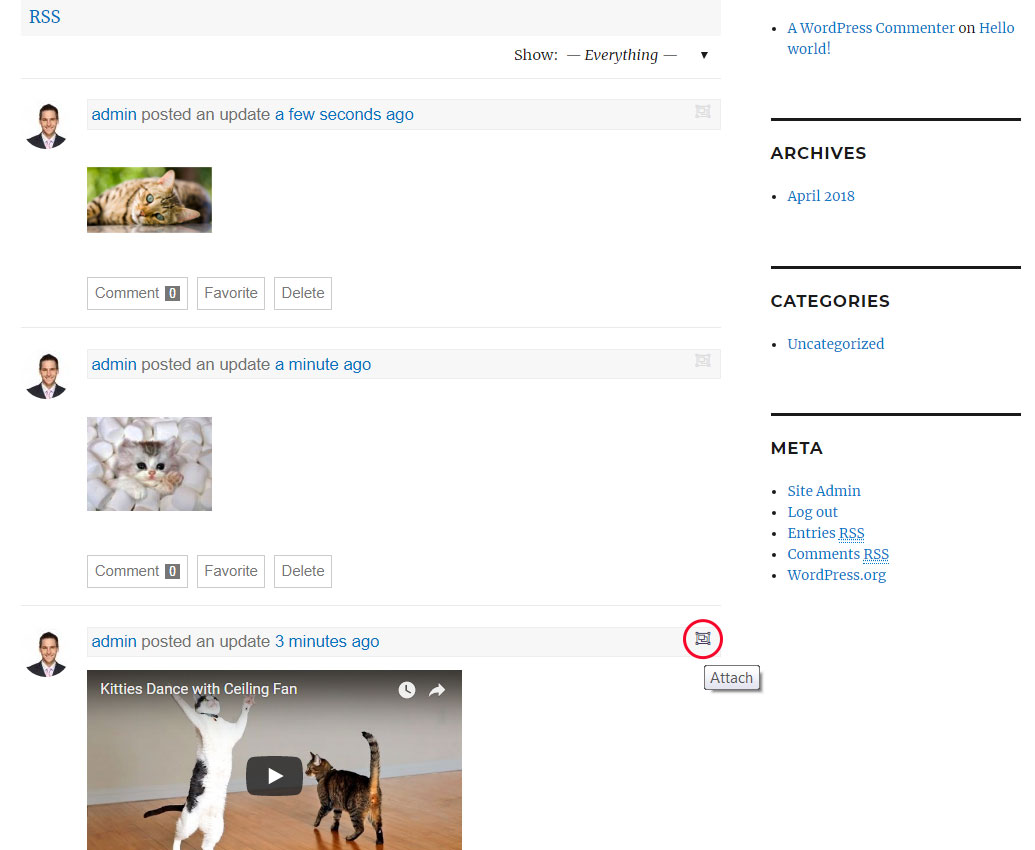 RSS
Show: — Everything —
admin posted an update a few seconds ago
Comment 0 Favorite Delete
admin posted an update a minute ago
Comment 0 Favorite Delete
admin posted an update 3 minutes ago
Attach
Kitties Dance with Ceiling Fan
A WordPress Commenter on Hello
world!
ARCHIVES
April 2018
CATEGORIES
Uncategorized
META
Site Admin
Log out
Entries RSS
Comments RSS
WordPress.org